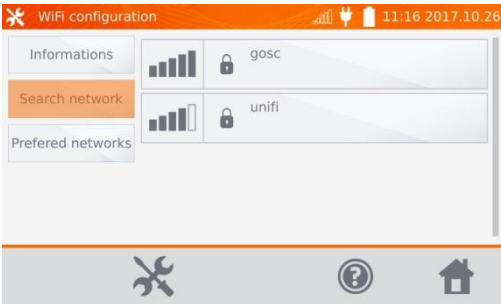 WiFi configuration
11:16 2017.10.26
Informations
Search network
Prefered networks
gosc
unifi